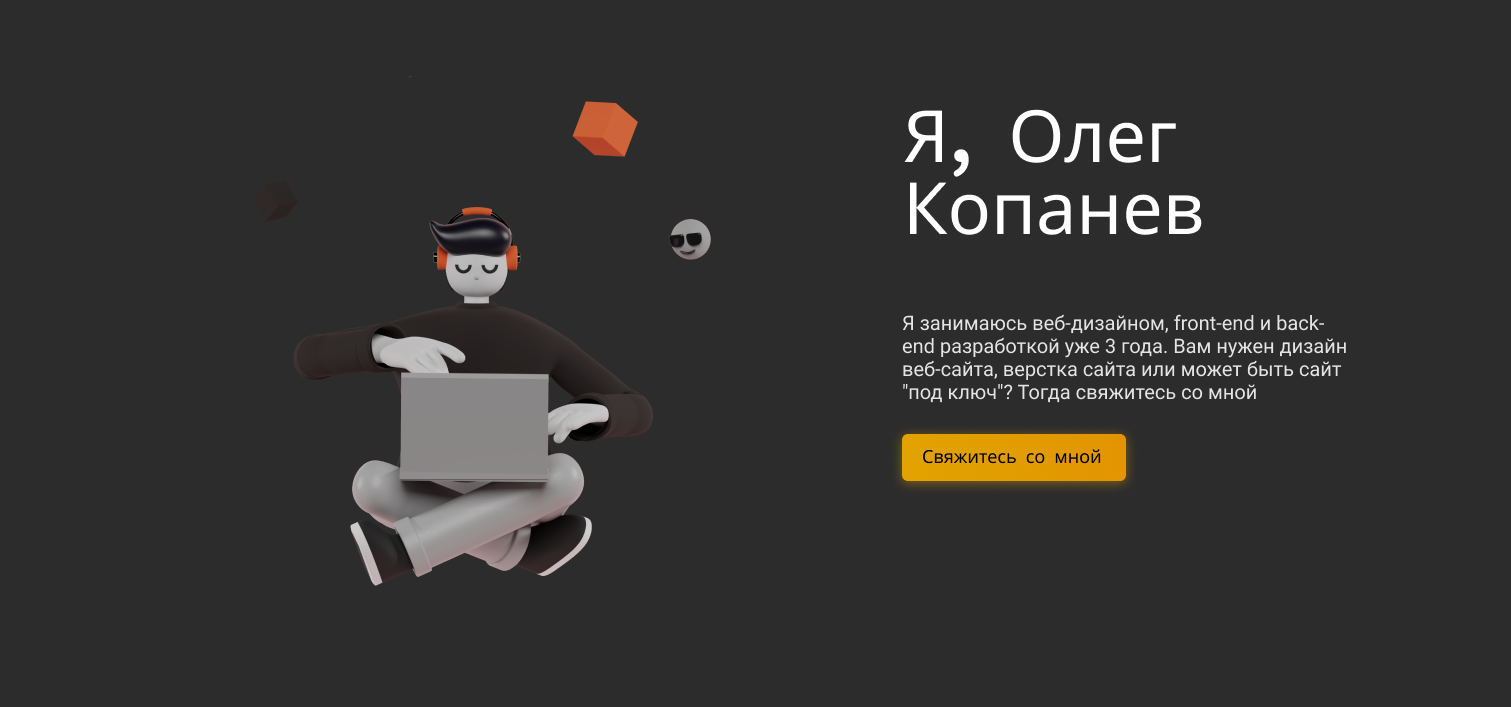 Я, Олег
Копанев
Я занимаюсь веб-дизайном, front-end и back-
end разработкой уже 3 года. Вам нужен дизайн
веб-сайта, верстка сайта или может быть сайт
"под ключ"? Тогда свяжитесь со мной
Свяжитесь со мной